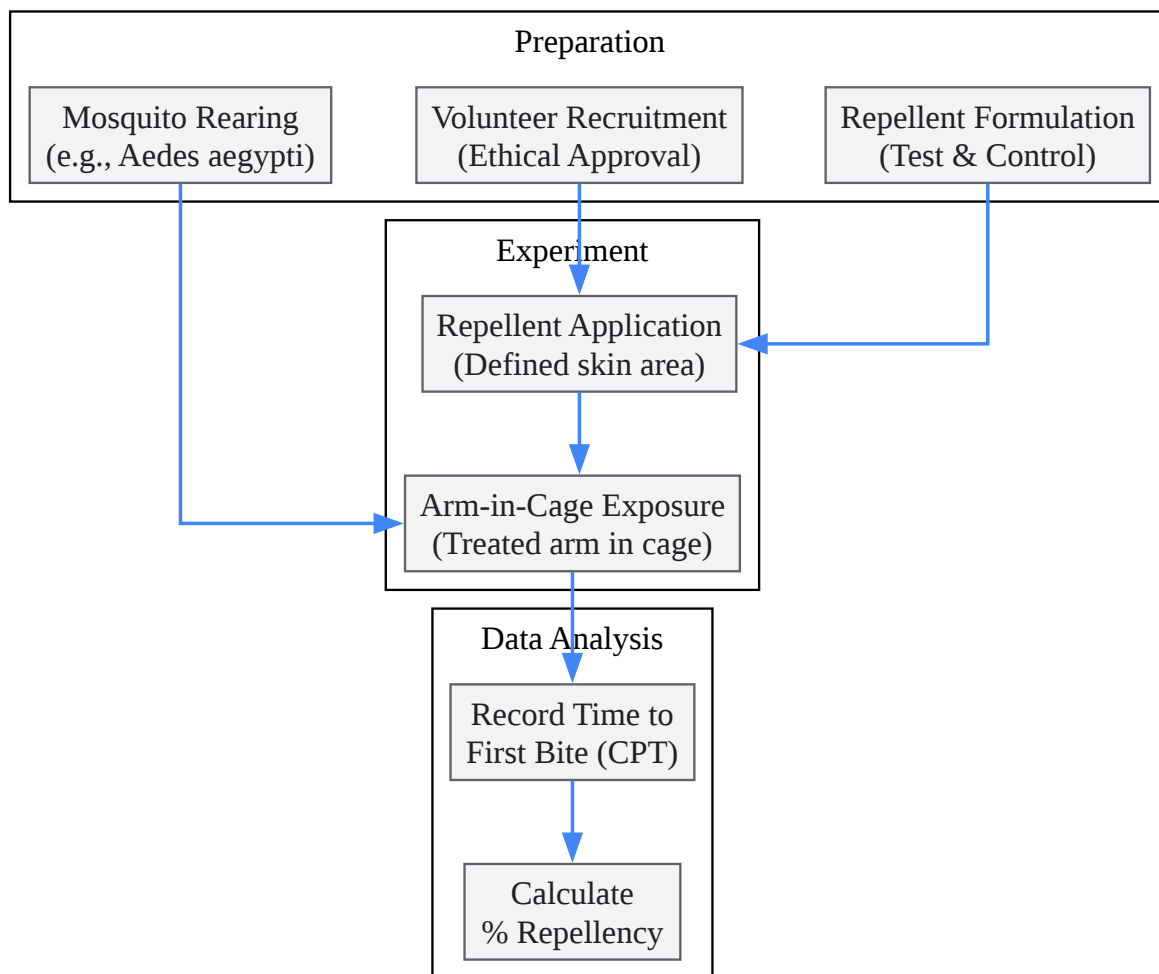 Preparation
Mosquito Rearing
(e.g., Aedes aegypti)
Volunteer Recruitment
(Ethical Approval)
Repellent Formulation
(Test & Control)
Experiment
Repellent Application
(Defined skin area)
Arm-in-Cage Exposure
(Treated arm in cage)
Data Analysis
Record Time to
First Bite (CPT)
Calculate
% Repellency